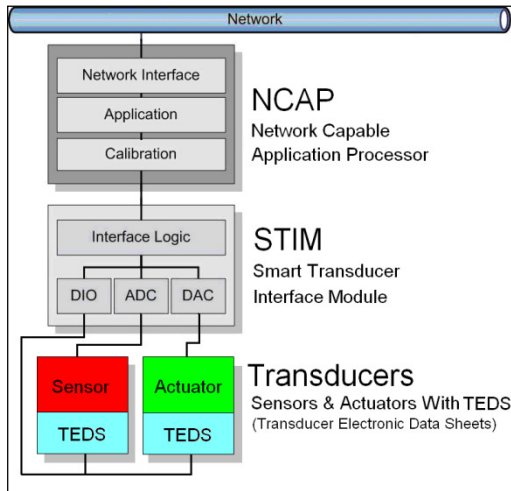 Network
Network Interface
Application
Calibration
NCAP
Network Capable
Application Processor
Interface Logic
DIO
ADC
DAC
STIM
Smart Transducer
Interface Module
Sensor
TEDS
Actuator
TEDS
Transducers
Sensors & Actuators With TEDS
(Transducer Electronic Data Sheets)